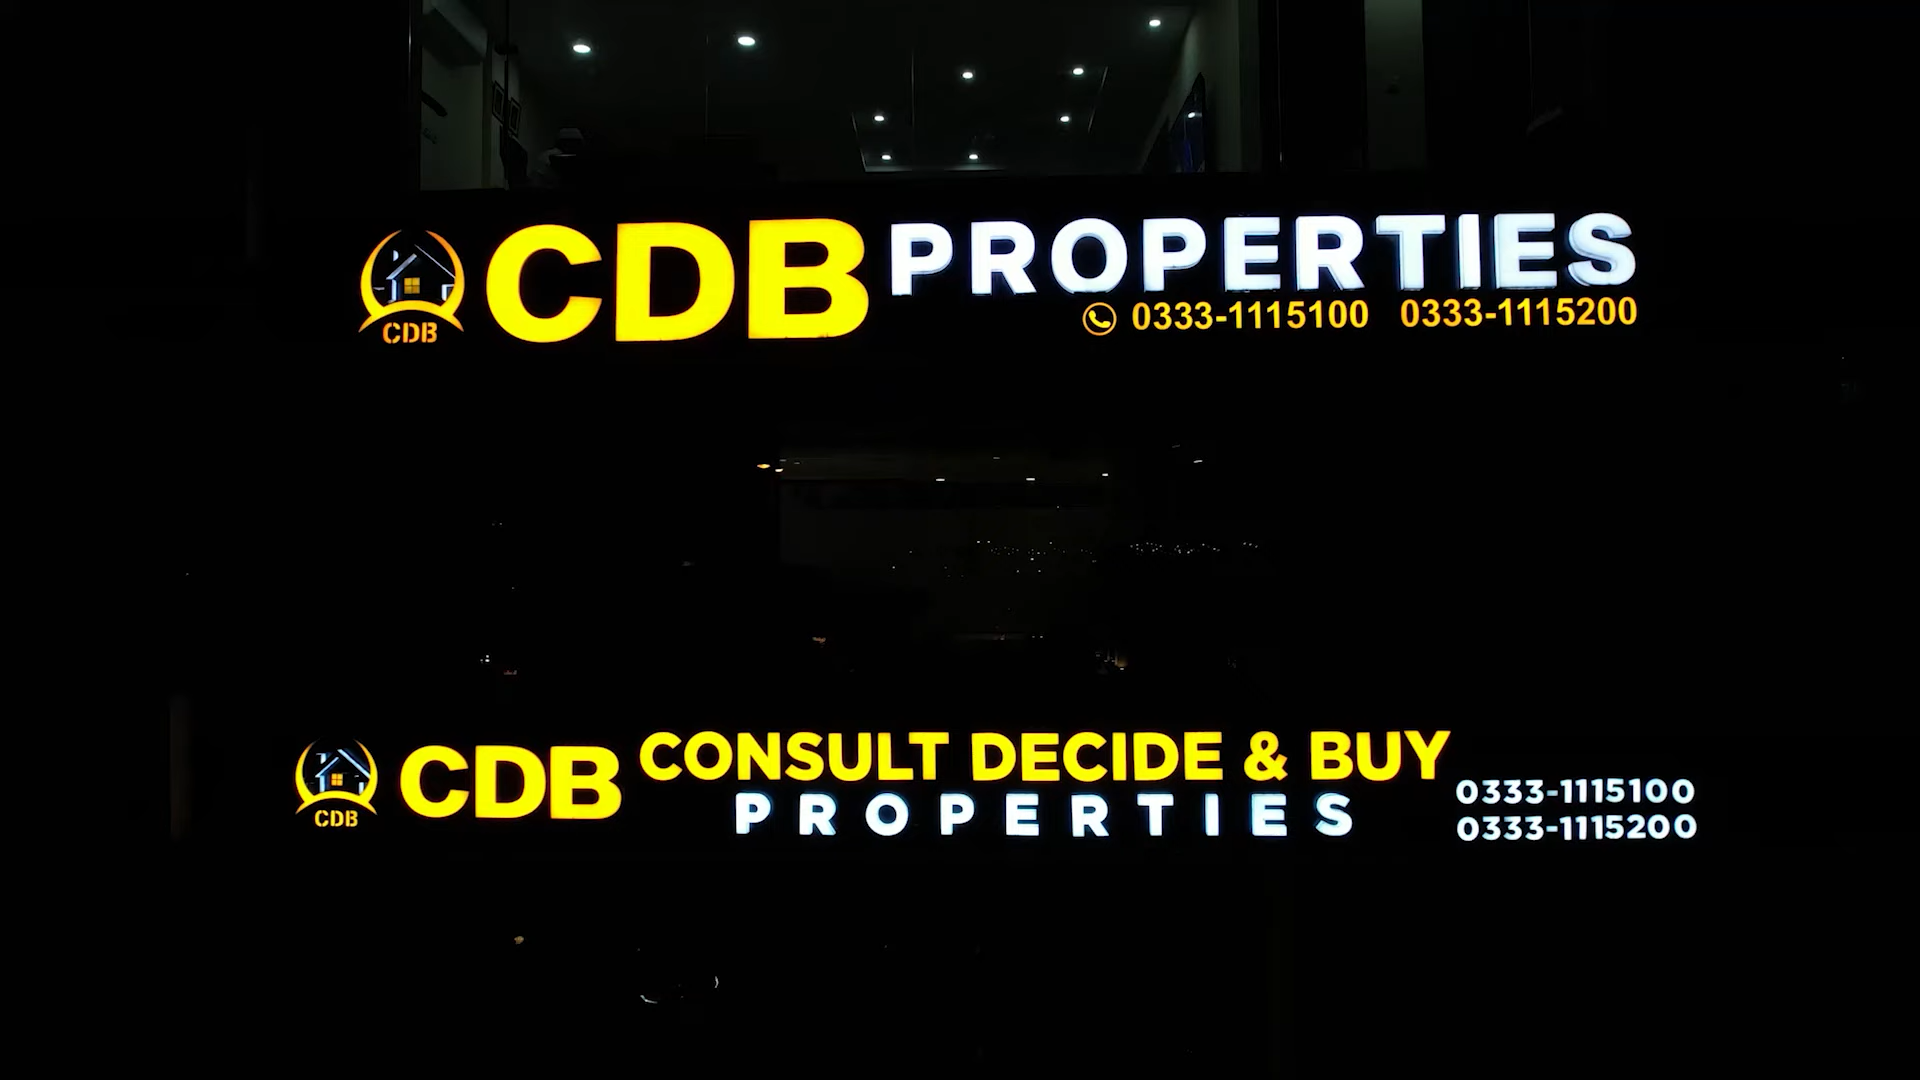 CDB PROPERTIES
CDB
0333-1115100 0333-1115200
CDB CONSULT DECIDE & BUY
PROPERTIES
CDB
0333-1115100
0333-1115200